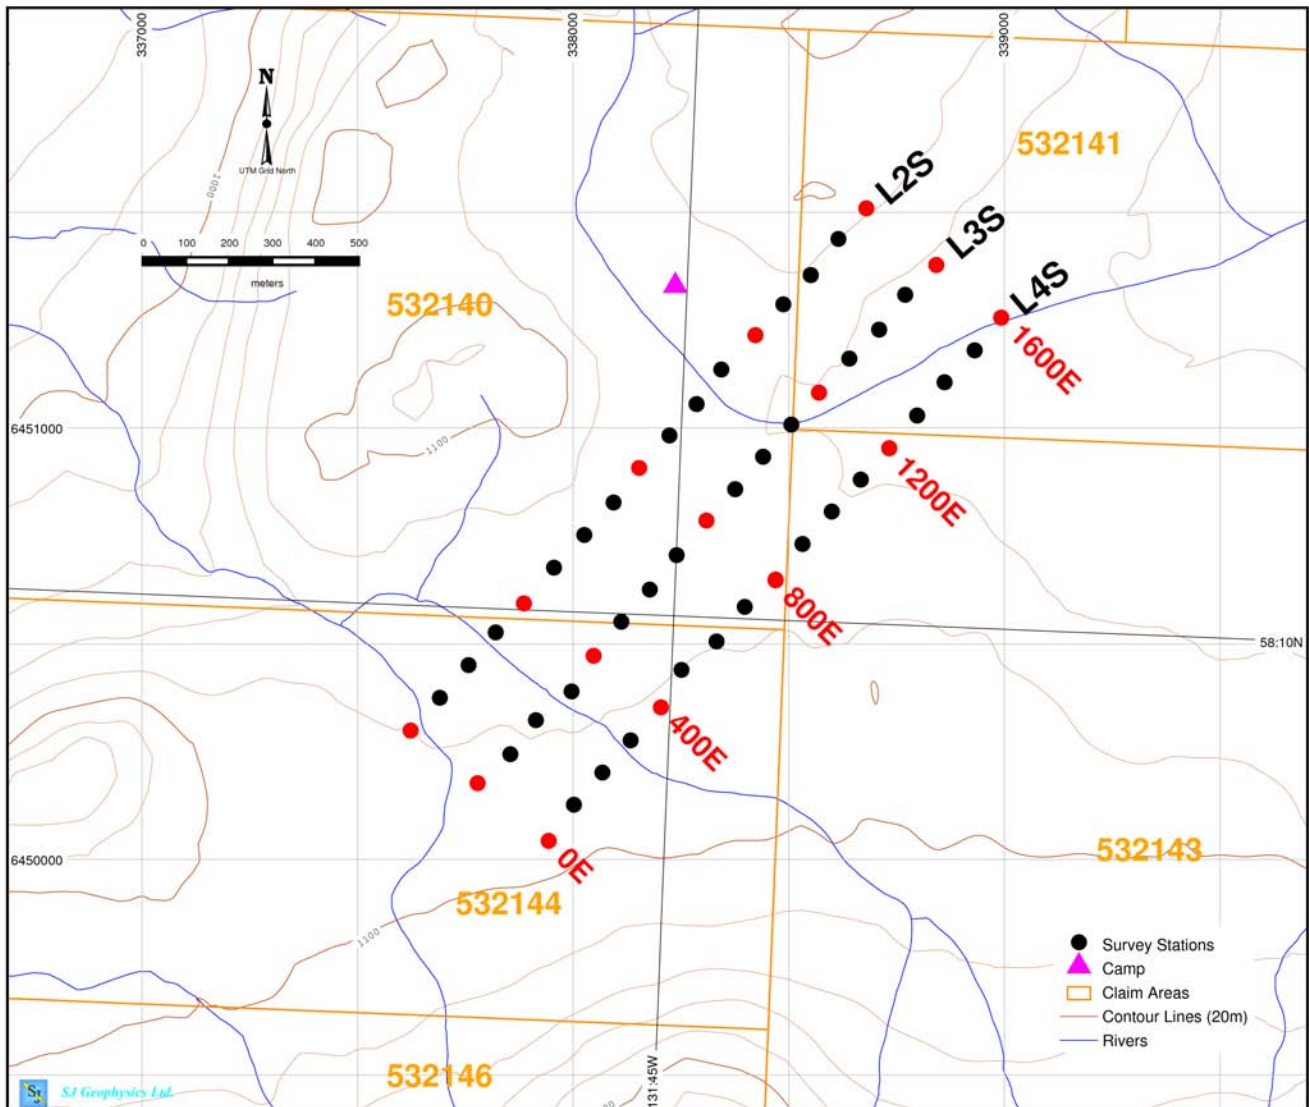 337000
338000
339000
N
UTM Grid North
1000
532141
L2S
L3S
0 100 200 300 400 500
meters
L4S
532140
1600E
6451000
1100
1200E
800E
58:10N
400E
6450000
0E
532143
532144
1100
Survey Stations
Camp
Claim Areas
Contour Lines (20m)
Rivers
131:45W
532146
SJ
SJ Geophysics Ltd.